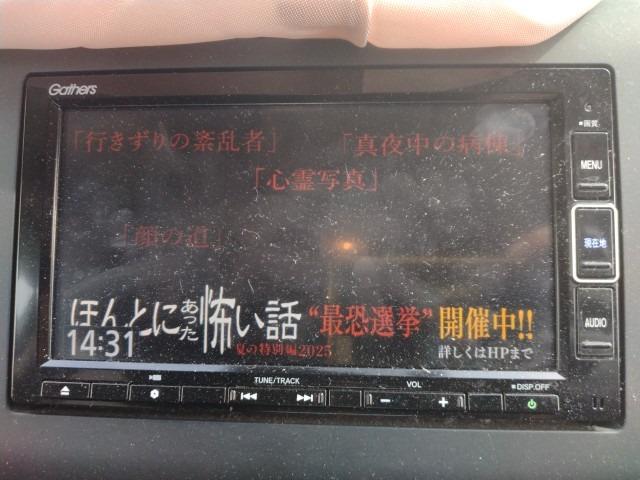 Gathers
「行きずりの紊乱者」 「真夜中の病棟」
「心霊写真」
「顔の道」
ほんとにあった怖い話 "最恐選挙" 開催中!!
夏の特別編2025 詳しくはHPまで
14:31
画質
MENU
現在地
AUDIO
TUNE/TRACK
VOL
DISP.OFF
− +